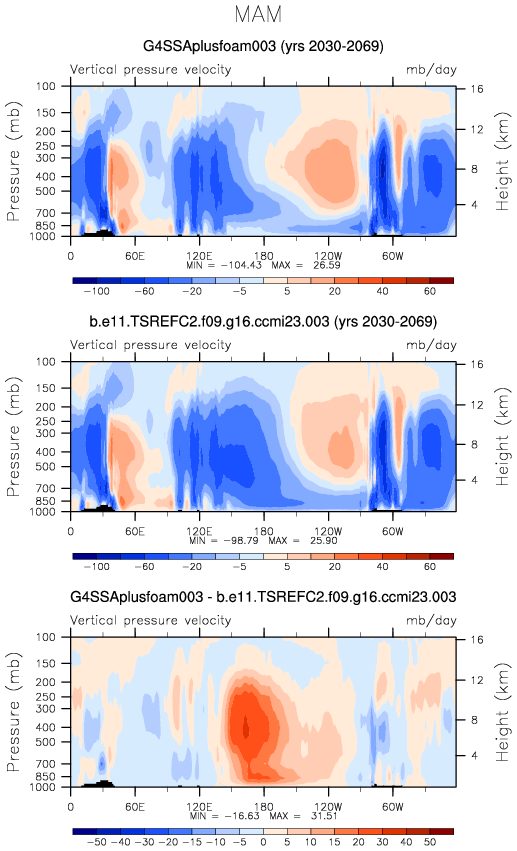 MAM
G4SSAplusfoam003 (yrs 2030-2069)
Vertical pressure velocity mb/day
100 16
150
200 12
250
300
400 8
500
700 4
850
1000
Pressure (mb) Height (km)
0 60E 120E 180 120W 60W
MIN = -104.43 MAX = 26.59
-100 -60 -20 -5 5 20 40 60
b.e11.TSREFC2.f09.g16.ccmi23.003 (yrs 2030-2069)
Vertical pressure velocity mb/day
100 16
150
200 12
250
300
400 8
500
700 4
850
1000
Pressure (mb) Height (km)
0 60E 120E 180 120W 60W
MIN = -98.79 MAX = 25.90
-100 -60 -20 -5 5 20 40 60
G4SSAplusfoam003 - b.e11.TSREFC2.f09.g16.ccmi23.003
Vertical pressure velocity mb/day
100 16
150
200 12
250
300
400 8
500
700 4
850
1000
Pressure (mb) Height (km)
0 60E 120E 180 120W 60W
MIN = -16.63 MAX = 31.51
-50 -40 -30 -20 -15 -10 -5 0 5 10 15 20 30 40 50